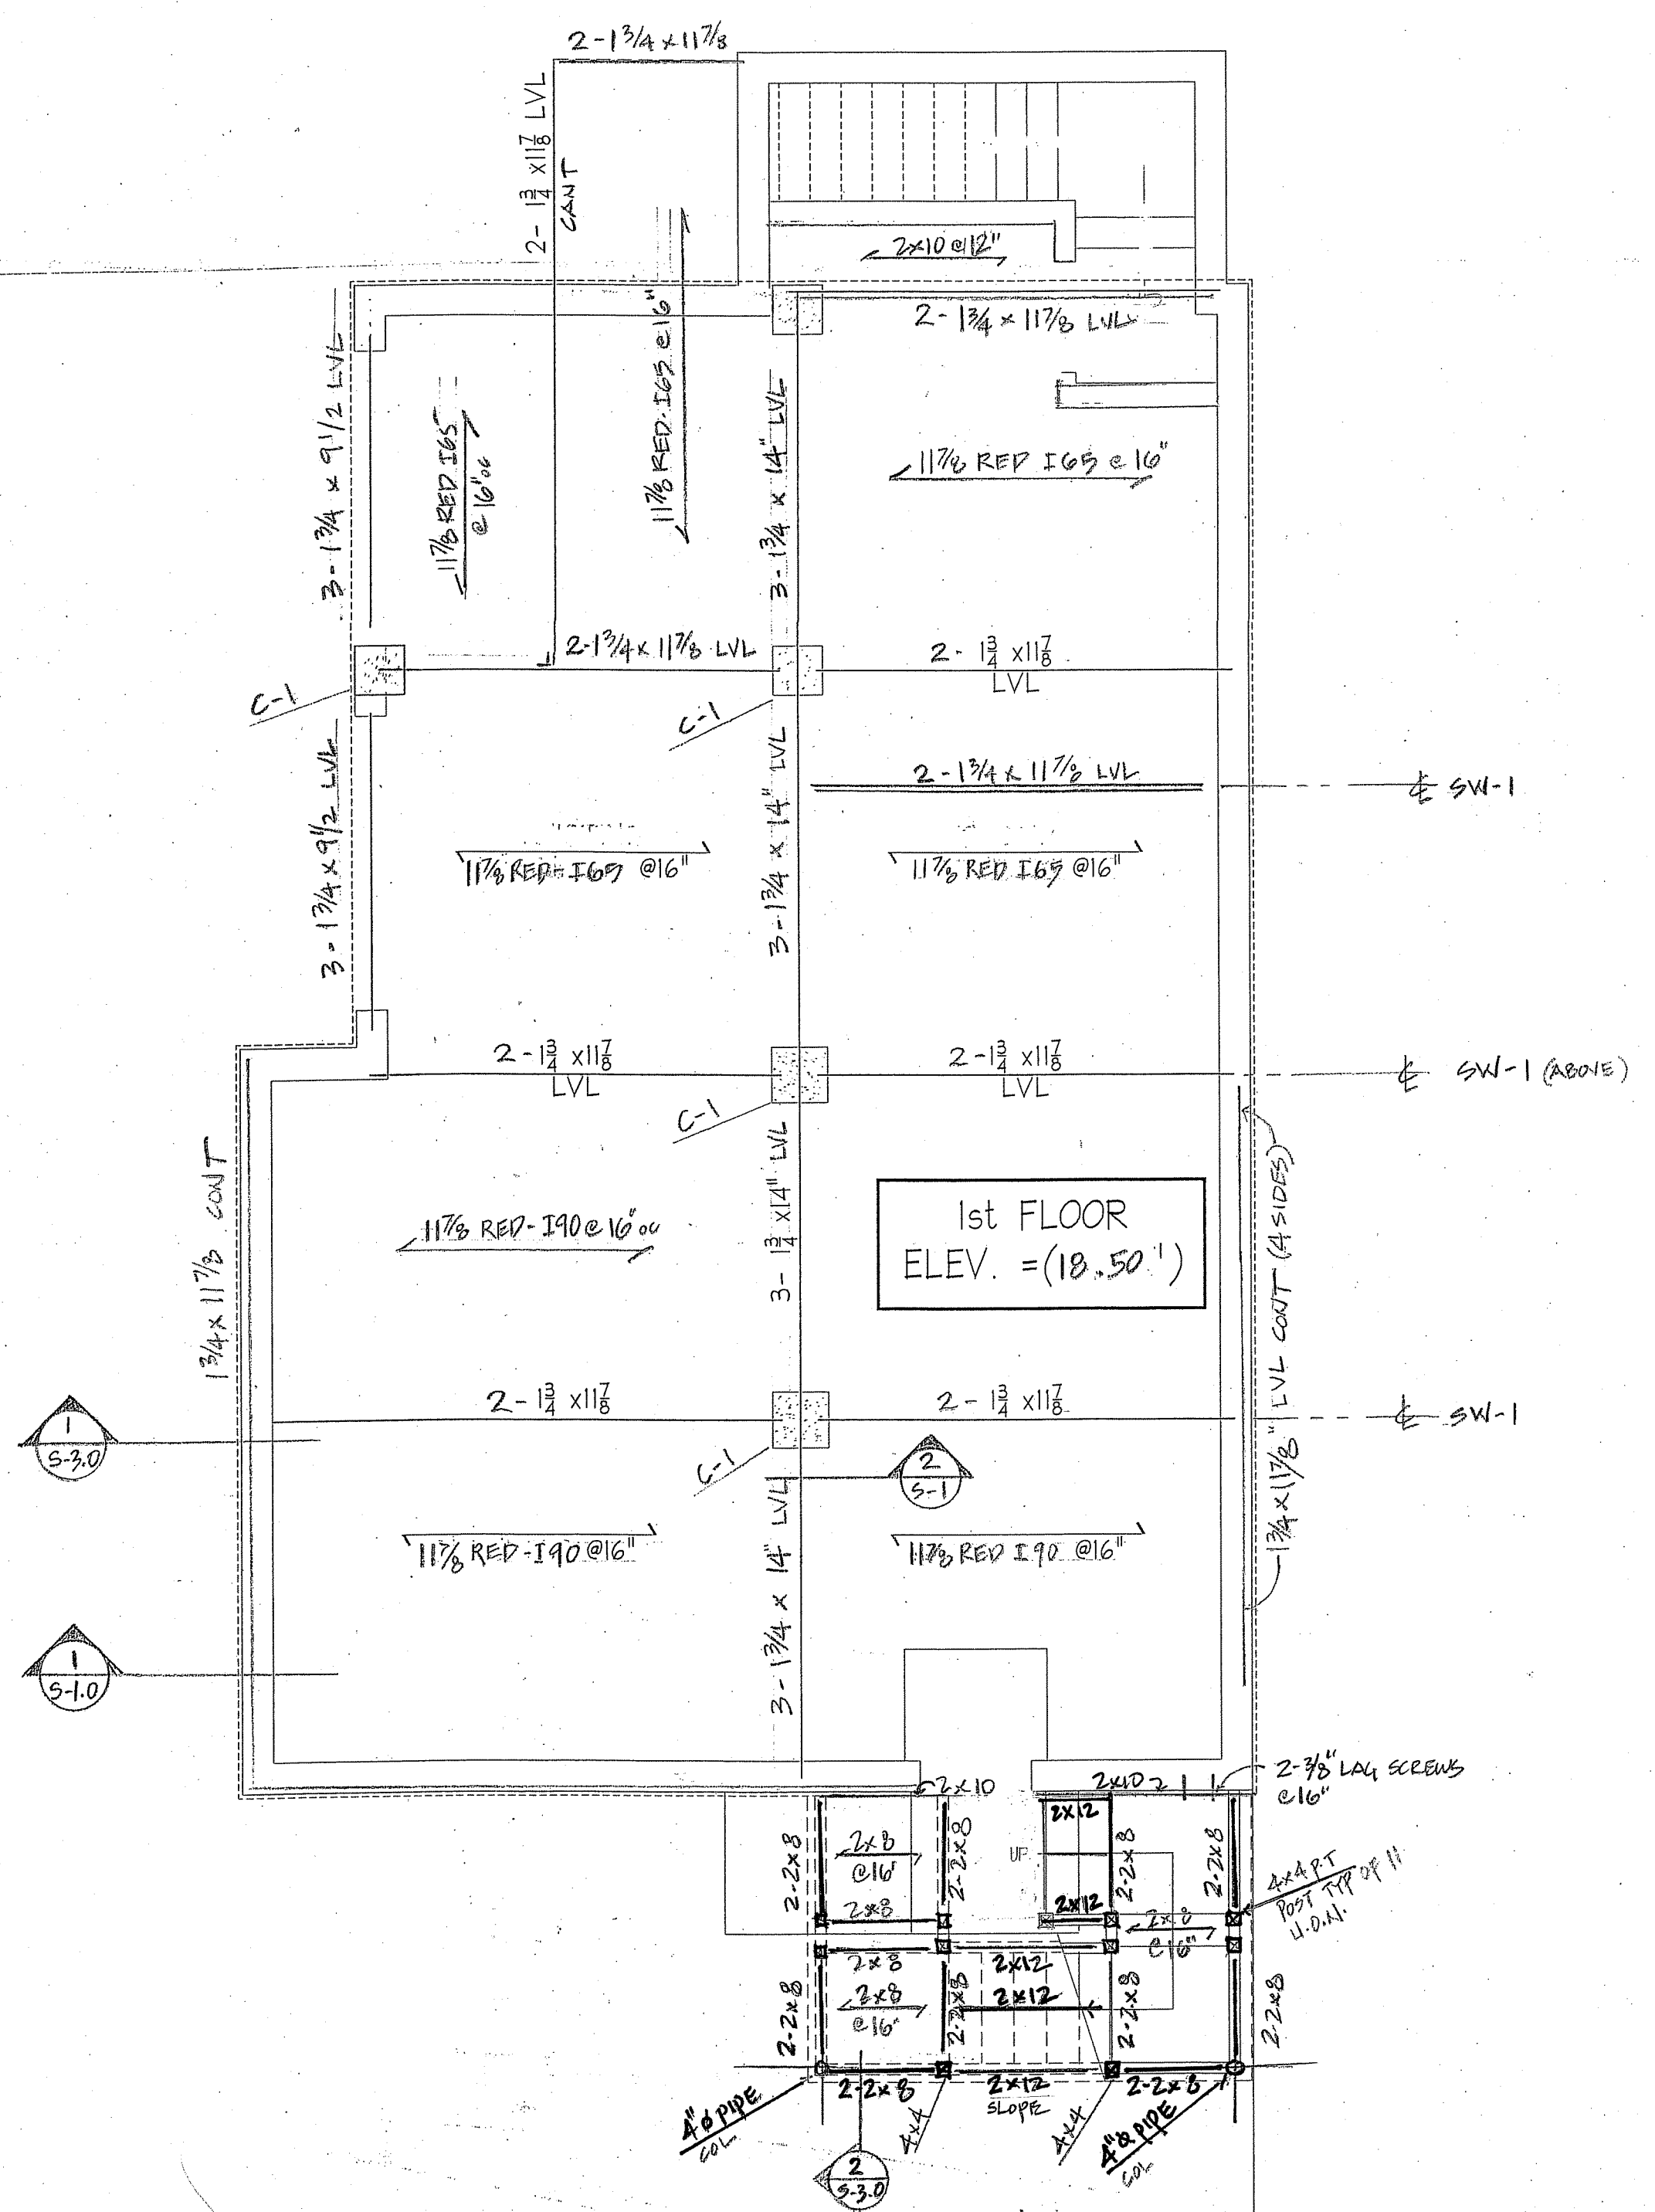 2-1 3/4 x 11 7/8
2- 1 3/4 x11 7/8 LVL
CANT
2x10 @12"
2- 1 3/4 x 11 7/8 LVL
3-1 3/4 x 9 1/2 LVL
11 7/8 RED I65
@ 16"oc
11 7/8 RED-I65 @ 16"
3-1 3/4 x 14" LVL
11 7/8 RED I65 @ 16"
2-1 3/4 x 11 7/8 LVL
2- 1 3/4 x11 7/8
LVL
C-1
C-1
3-1 3/4 x 9 1/2 LVL
3-1 3/4 x 14" LVL
2-1 3/4 x 11 7/8 LVL
℄ SW-1
11 7/8 RED-I65 @16"
11 7/8 RED I65 @16"
2-1 3/4 x11 7/8
LVL
2-1 3/4 x11 7/8
LVL
℄ SW-1 (ABOVE)
C-1
1 3/4 x 11 7/8 CONT
3- 1 3/4 x14" LVL
11 7/8 RED-I90 @ 16"oc
1st FLOOR
ELEV. =(18.50')
1 3/4 x 11 7/8" LVL CONT (4 SIDES)
2- 1 3/4 x11 7/8
2- 1 3/4 x11 7/8
℄ SW-1
1
S-3.0
C-1
2
S-1
3-1 3/4 x 14" LVL
11 7/8 RED-I90 @16"
11 7/8 RED I90 @16"
1
S-1.0
2x10
2x10
2-3/8" LAG SCREWS
@16"
2-2x8
2x8
@16"
2-2x8
2x12
UP
2-2x8
2-2x8
4x4 P.T
POST TYP OF 11
U.O.N.
2x8
2x12
2x8
@16"
2x8
2x12
2-2x8
2x8
@16"
2-2x8
2x12
2-2x8
2-2x8
2-2x8
2x12
SLOPE
2-2x8
4"ø PIPE
COL
4x4
4x4
4"ø PIPE
COL
2
S-3.0